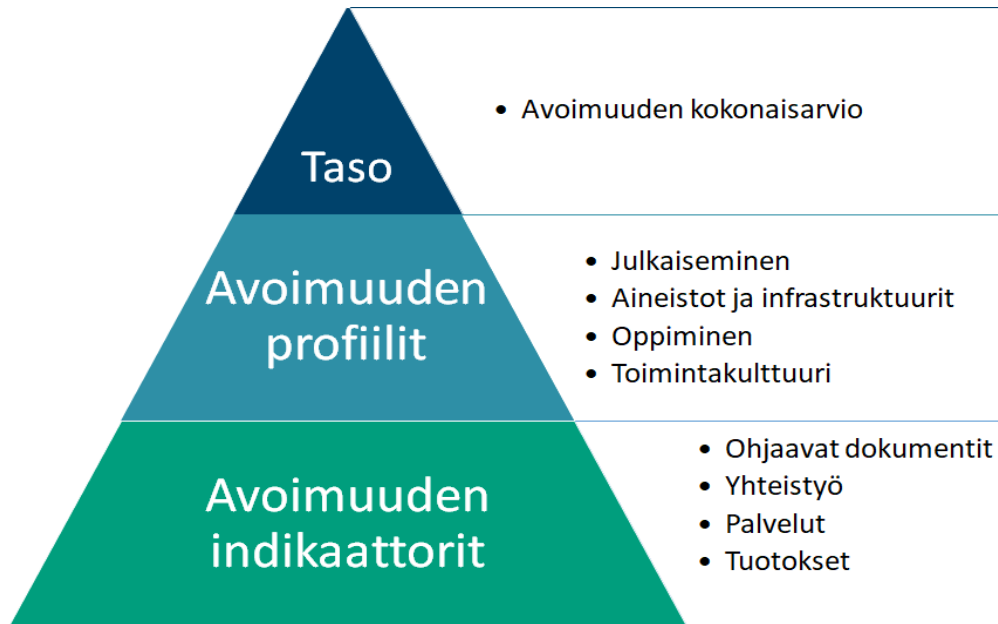 Taso
• Avoimuuden kokonaisarvio
Avoimuuden
profiilit
• Julkaiseminen
• Aineistot ja infrastruktuurit
• Oppiminen
• Toimintakulttuuri
Avoimuuden
indikaattorit
• Ohjaavat dokumentit
• Yhteistyö
• Palvelut
• Tuotokset